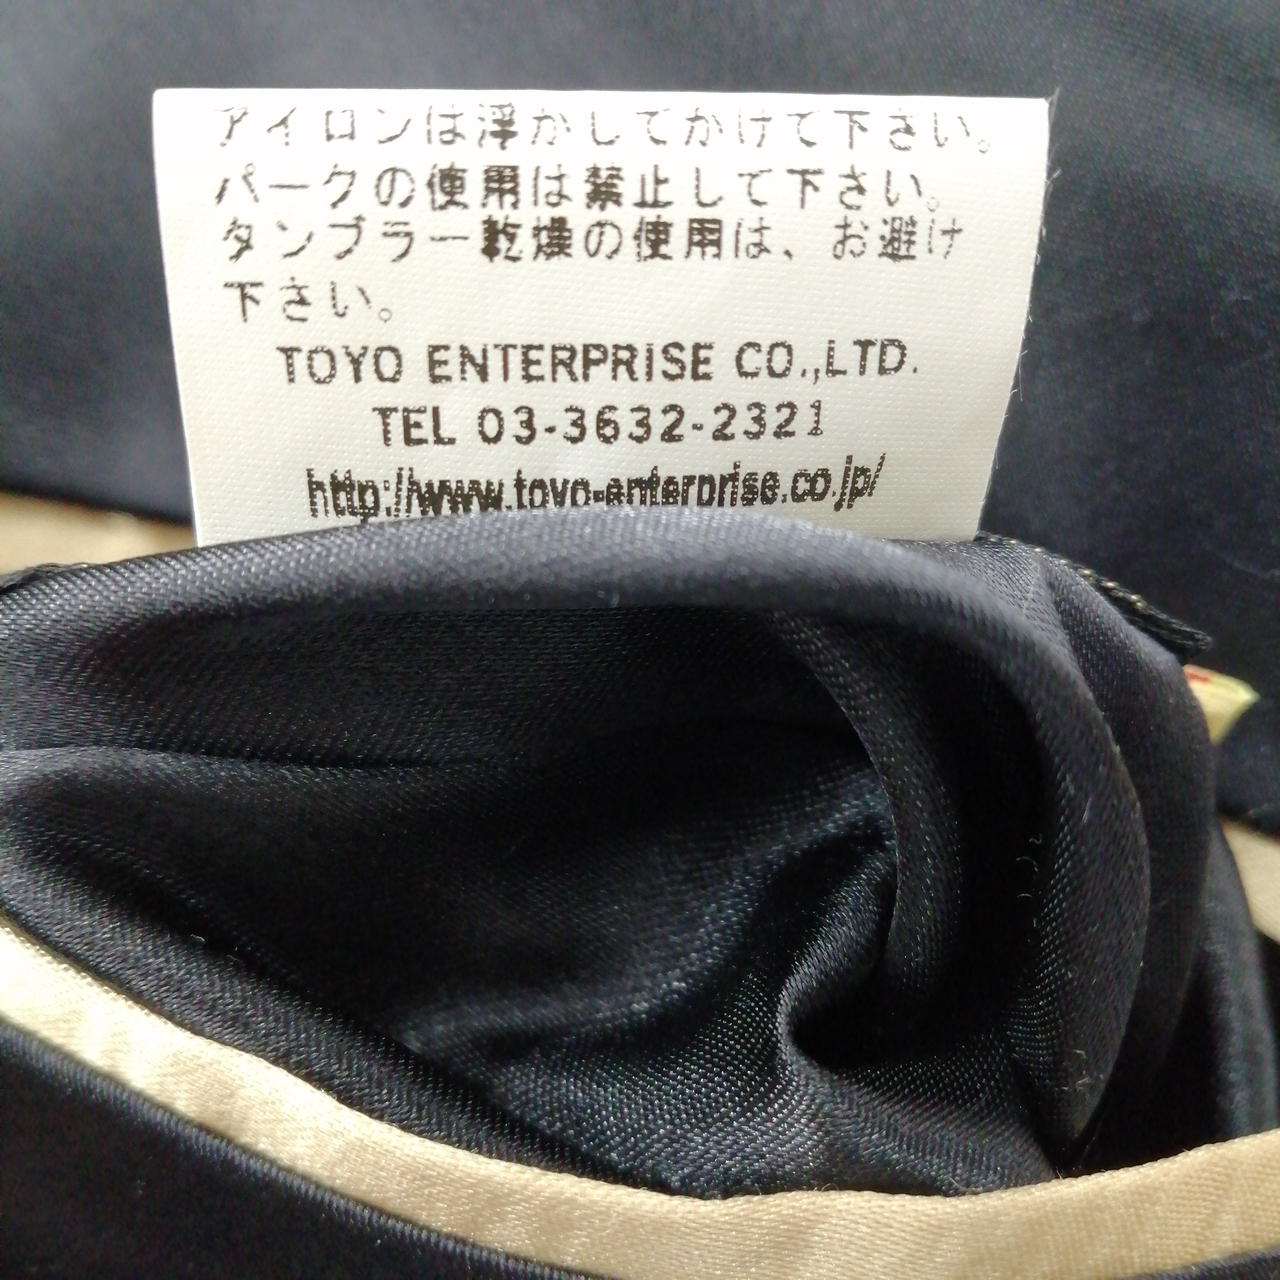 アイロンは浮かしてかけて下さい。
パークの使用は禁止して下さい。
タンブラー乾燥の使用は、お避け
下さい。
TOYO ENTERPRISE CO.,LTD.
TEL 03-3632-2321
http://www.toyo-enterprise.co.jp/